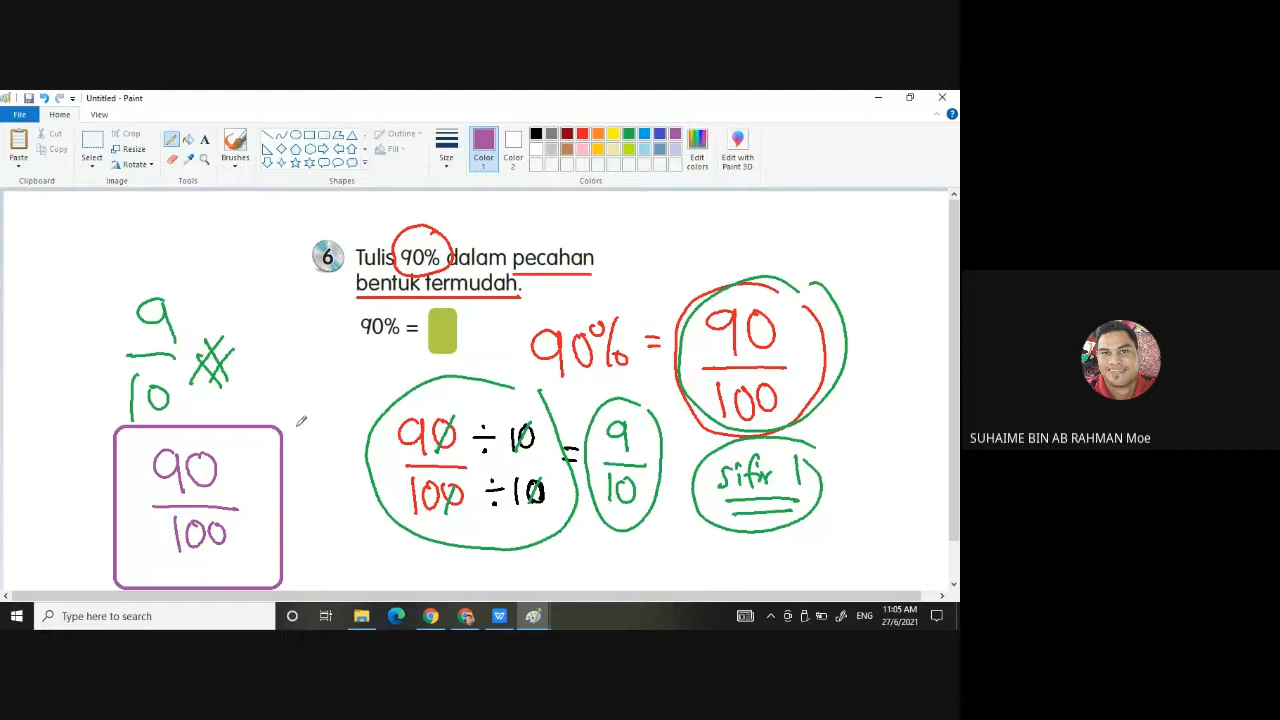 Untitled - Paint
File
Home
View
Paste
Cut
Copy
Clipboard
Select
Crop
Resize
Rotate
Image
Tools
Brushes
Shapes
Outline
Fill
Size
Color
1
Color
2
Colors
Edit
colors
Edit with
Paint 3D
6
Tulis 90% dalam pecahan
bentuk termudah.
90% =
90% =
90
100
9
10
90 ÷ 10
100 ÷ 10
=
9
10
sifir 1
90
100
SUHAIME BIN AB RAHMAN Moe
Type here to search
ENG
11:05 AM
27/6/2021